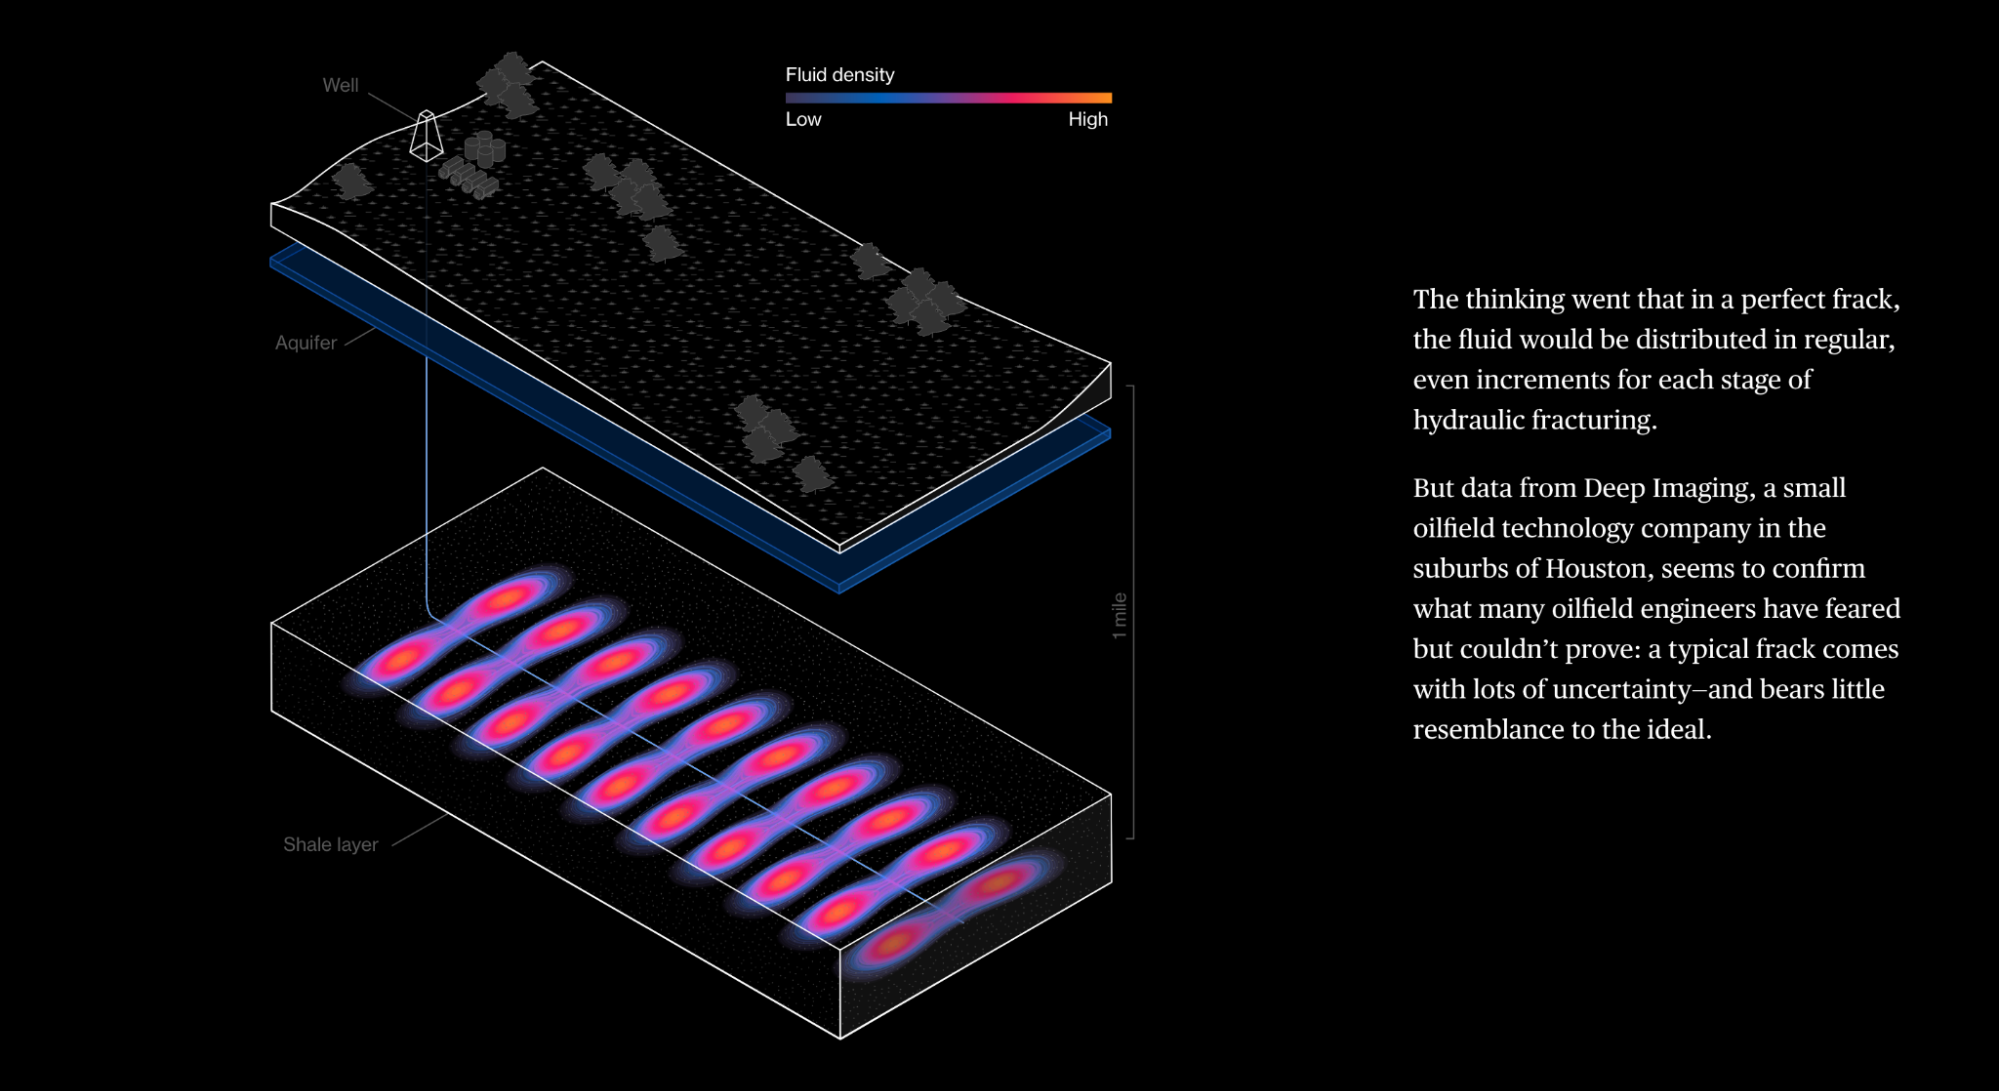 Well
Fluid density
Low High
Aquifer
1 mile
Shale layer
The thinking went that in a perfect frack,
the fluid would be distributed in regular,
even increments for each stage of
hydraulic fracturing.
But data from Deep Imaging, a small
oilfield technology company in the
suburbs of Houston, seems to confirm
what many oilfield engineers have feared
but couldn’t prove: a typical frack comes
with lots of uncertainty—and bears little
resemblance to the ideal.